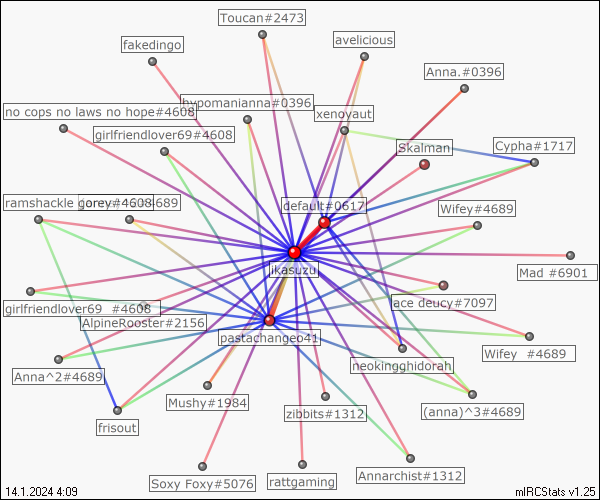 Toucan#2473
avelicious
fakedingo
Anna.#0396
no cops no laws no hope#4608
hypomanianna#0396
xenoyaut
girlfriendlover69#4608
Skalman
Cypha#1717
ramshackle
#4608
#4689
default#0617
Wifey#4689
ikasuzu
Mad #6901
girlfriendlover69 #4608
ace deucy#7097
AlpineRooster#2156
pastachangeo41
Wifey #4689
neokingghidorah
Anna^2#4689
Mushy#1984
zibbits#1312
(anna)^3#4689
frisout
Soxy Foxy#5076
rattgaming
Annarchist#1312
14.1.2024 4:09
mIRCStats v1.25